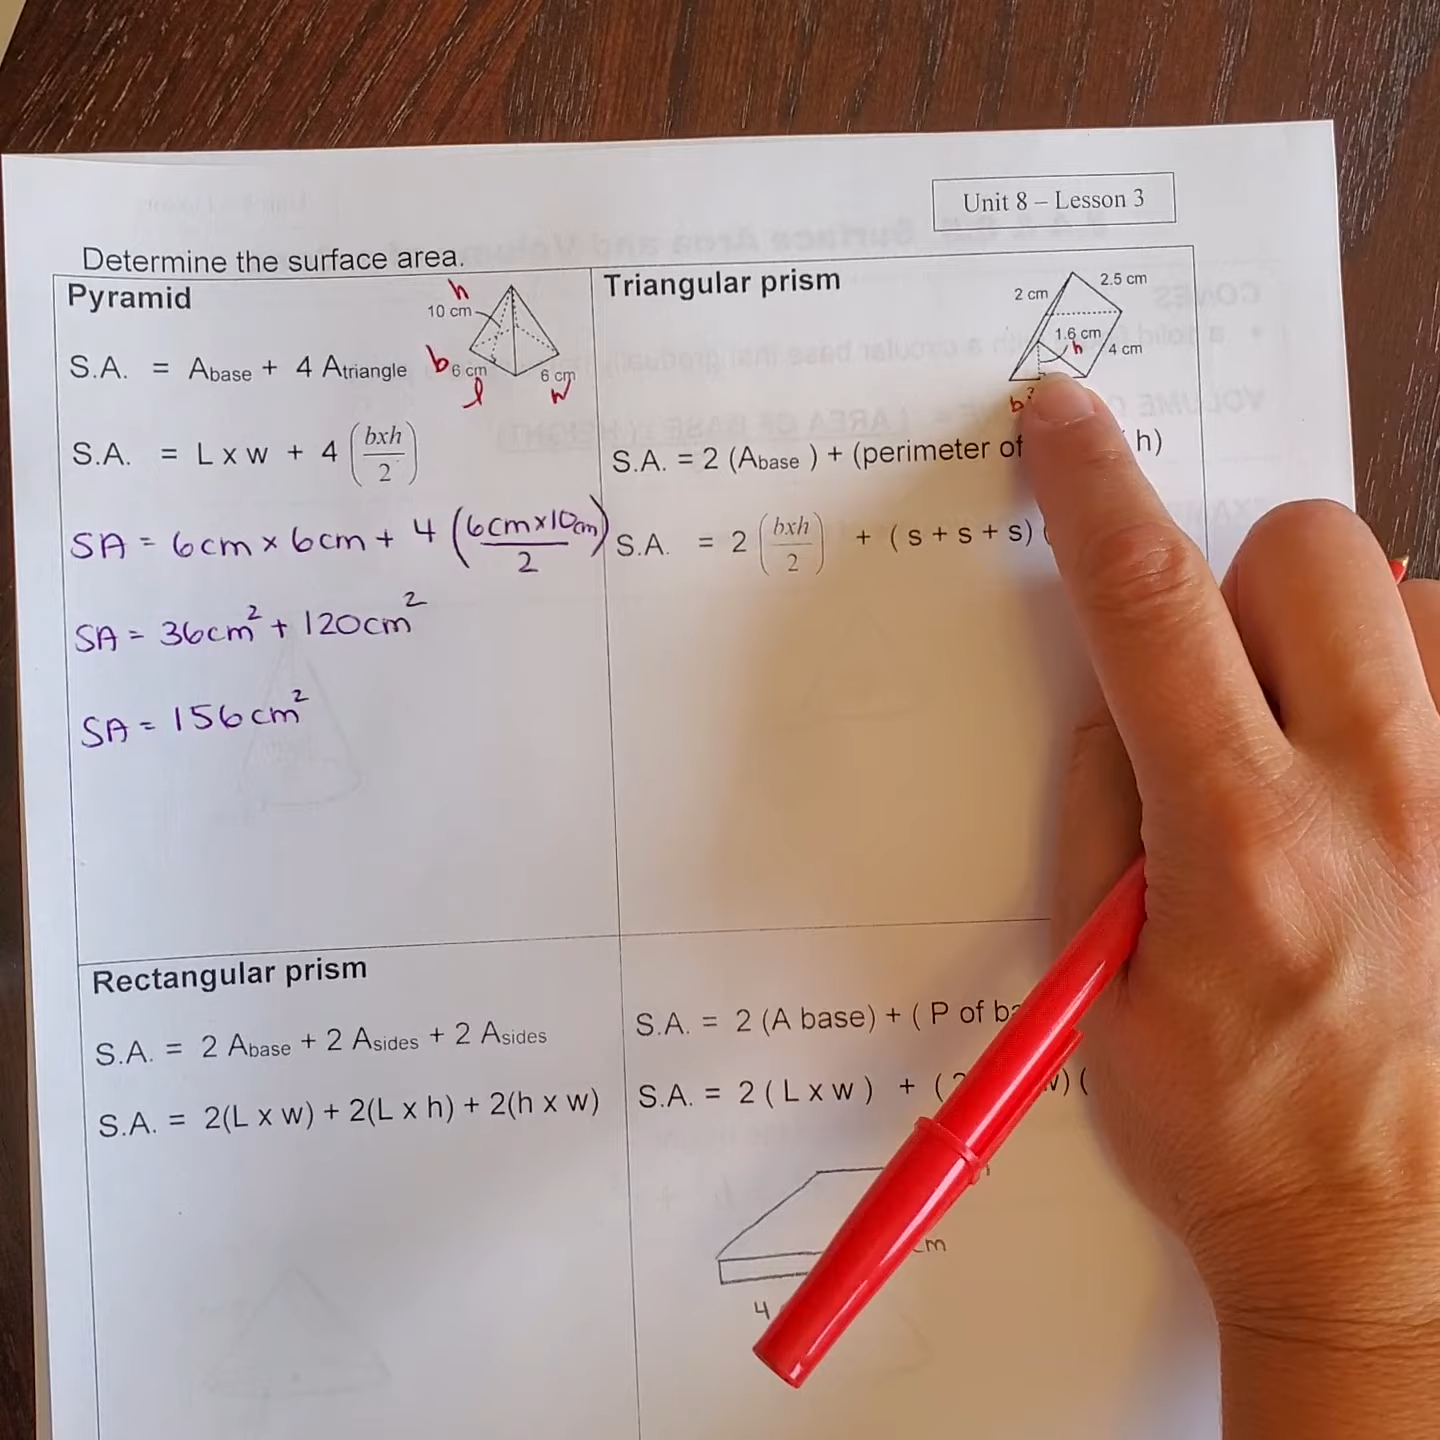 Unit 8 – Lesson 3
Determine the surface area.
Pyramid
h
10 cm
b 6 cm
l
6 cm
w
S.A. = Abase + 4 Atriangle
S.A. = L x w + 4 (bxh/2)
SA = 6cm x 6cm + 4 (6cm x 10cm/2)
SA = 36cm² + 120cm²
SA = 156cm²
Triangular prism
2 cm
2.5 cm
1.6 cm
h
4 cm
b
S.A. = 2 (Abase ) + (perimeter of h)
S.A. = 2 (bxh/2) + ( s + s + s) (
Rectangular prism
S.A. = 2 Abase + 2 Asides + 2 Asides
S.A. = 2(L x w) + 2(L x h) + 2(h x w)
S.A. = 2 (A base) + ( P of
S.A. = 2 ( L x w ) + (
4